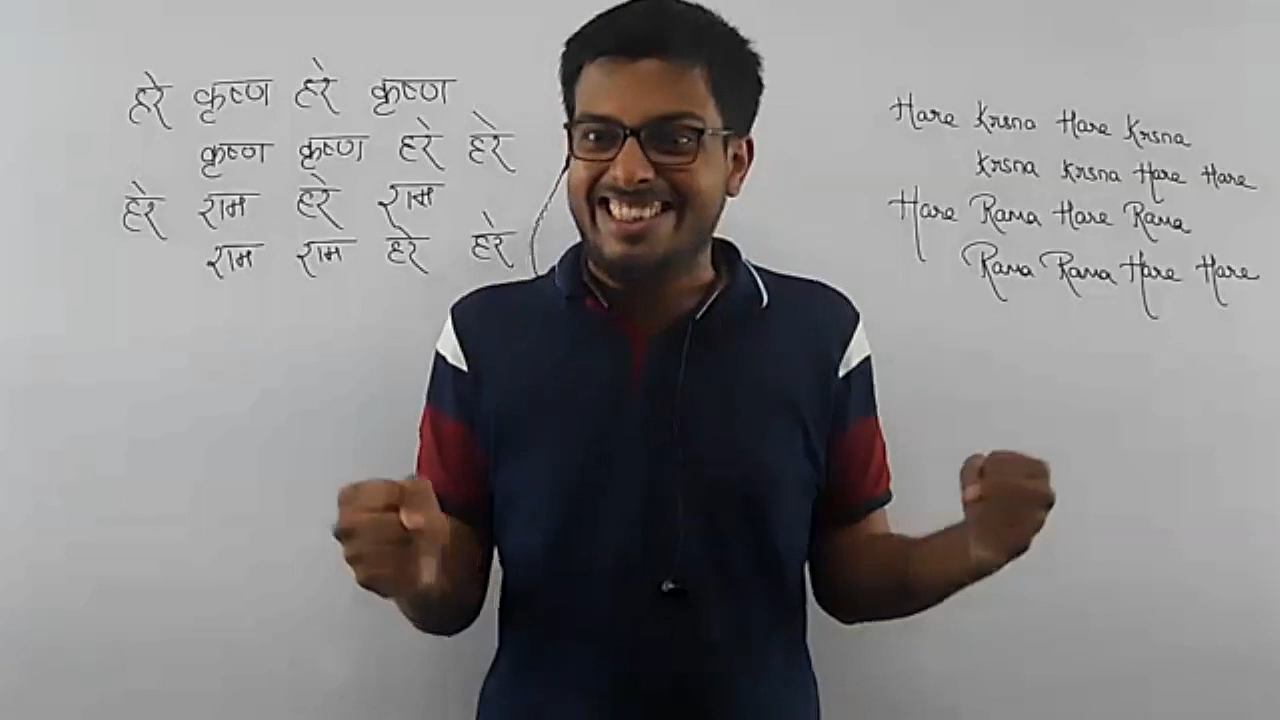 हरे कृष्ण हरे कृष्ण
कृष्ण कृष्ण हरे हरे
हरे राम हरे राम
राम राम हरे हरे
Hare Krsna Hare Krsna
Krsna Krsna Hare Hare
Hare Rama Hare Rama
Rama Rama Hare Hare